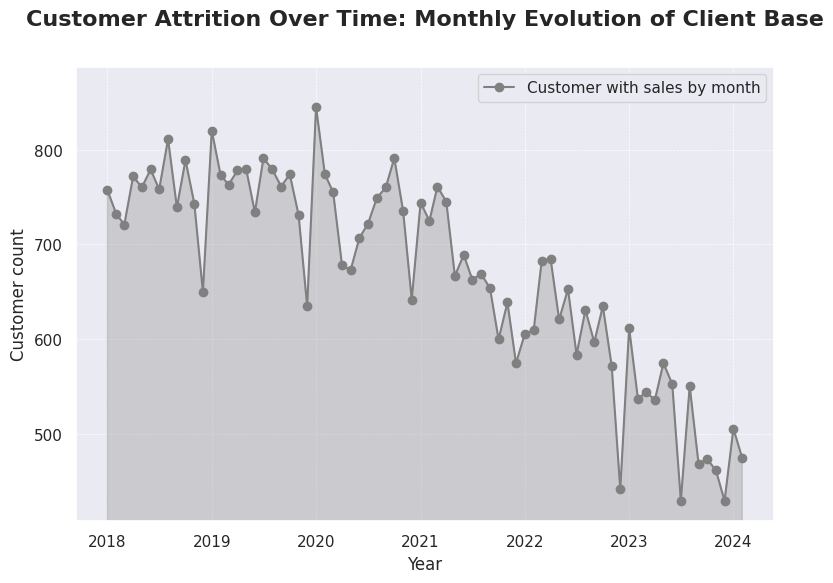 Customer Attrition Over Time: Monthly Evolution of Client Base
Customer with sales by month
Customer count
800
700
600
500
2018 2019 2020 2021 2022 2023 2024
Year